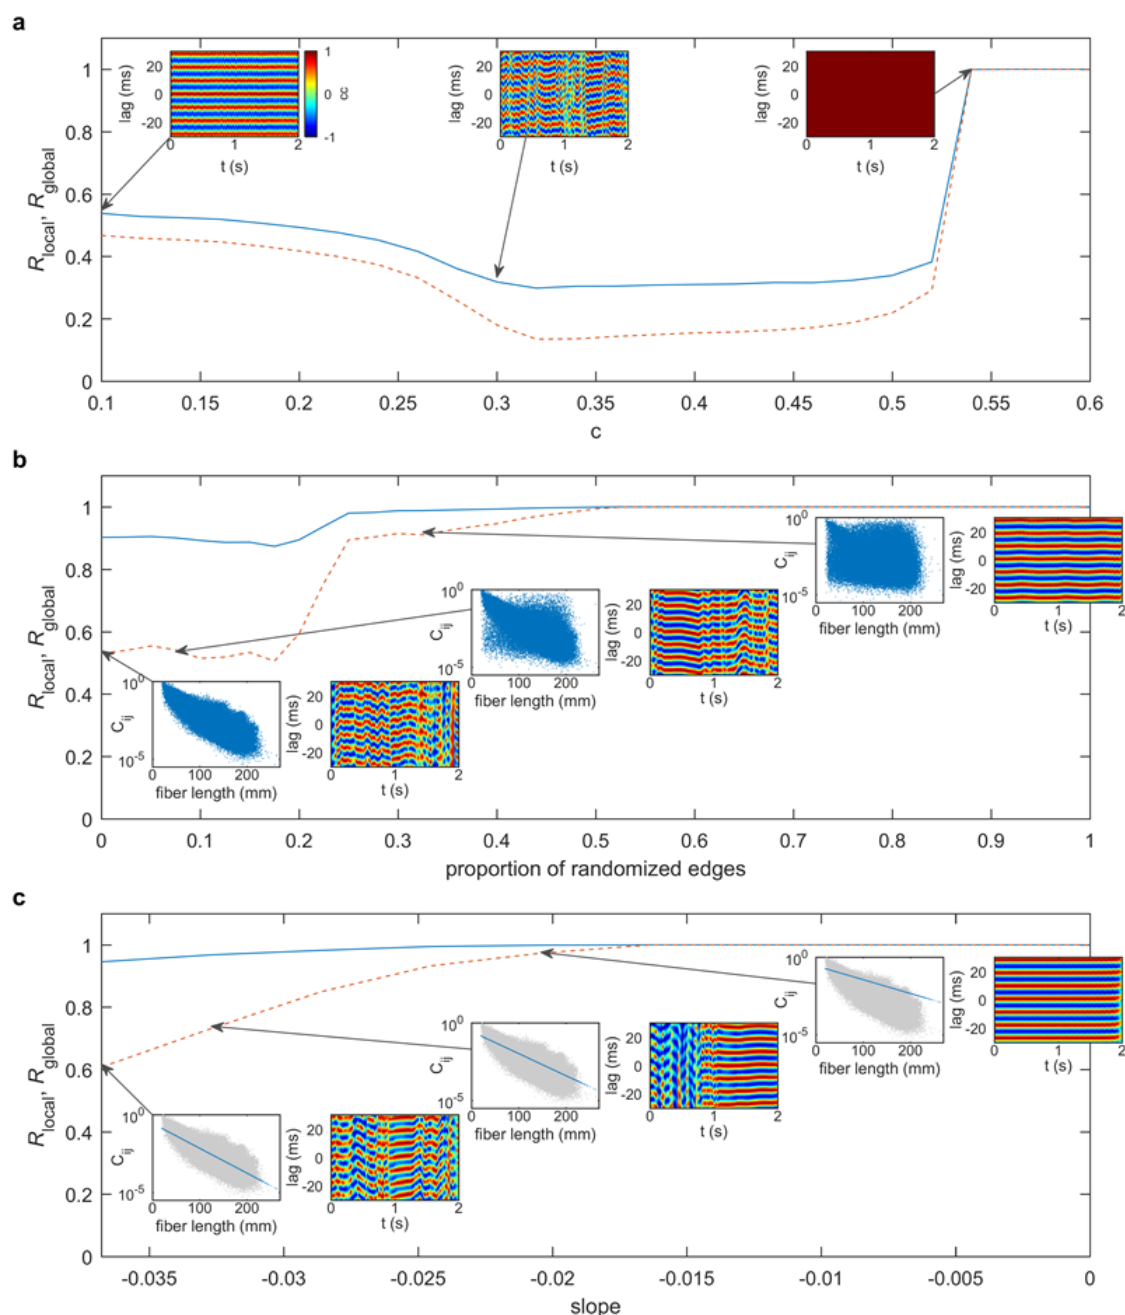 a
R_local, R_global
1
0.8
0.6
0.4
0.2
0
0.1 0.15 0.2 0.25 0.3 0.35 0.4 0.45 0.5 0.55 0.6
c
lag (ms)
20
0
-20
0 1 2
t (s)
1
0
-1
cc
lag (ms)
20
0
-20
0 1 2
t (s)
lag (ms)
20
0
-20
0 1 2
t (s)
b
R_local, R_global
1
0.8
0.6
0.4
0.2
0
0 0.1 0.2 0.3 0.4 0.5 0.6 0.7 0.8 0.9 1
proportion of randomized edges
C_ij
10^0
10^-5
0 100 200
fiber length (mm)
lag (ms)
20
0
-20
0 1 2
t (s)
C_ij
10^0
10^-5
0 100 200
fiber length (mm)
lag (ms)
20
0
-20
0 1 2
t (s)
C_ij
10^0
10^-5
0 100 200
fiber length (mm)
lag (ms)
20
0
-20
0 1 2
t (s)
c
R_local, R_global
1
0.8
0.6
0.4
0.2
0
-0.035 -0.03 -0.025 -0.02 -0.015 -0.01 -0.005 0
slope
C_ij
10^0
10^-5
0 100 200
fiber length (mm)
lag (ms)
20
0
-20
0 1 2
t (s)
C_ij
10^0
10^-5
0 100 200
fiber length (mm)
lag (ms)
20
0
-20
0 1 2
t (s)
C_ij
10^0
10^-5
0 100 200
fiber length (mm)
lag (ms)
20
0
-20
0 1 2
t (s)